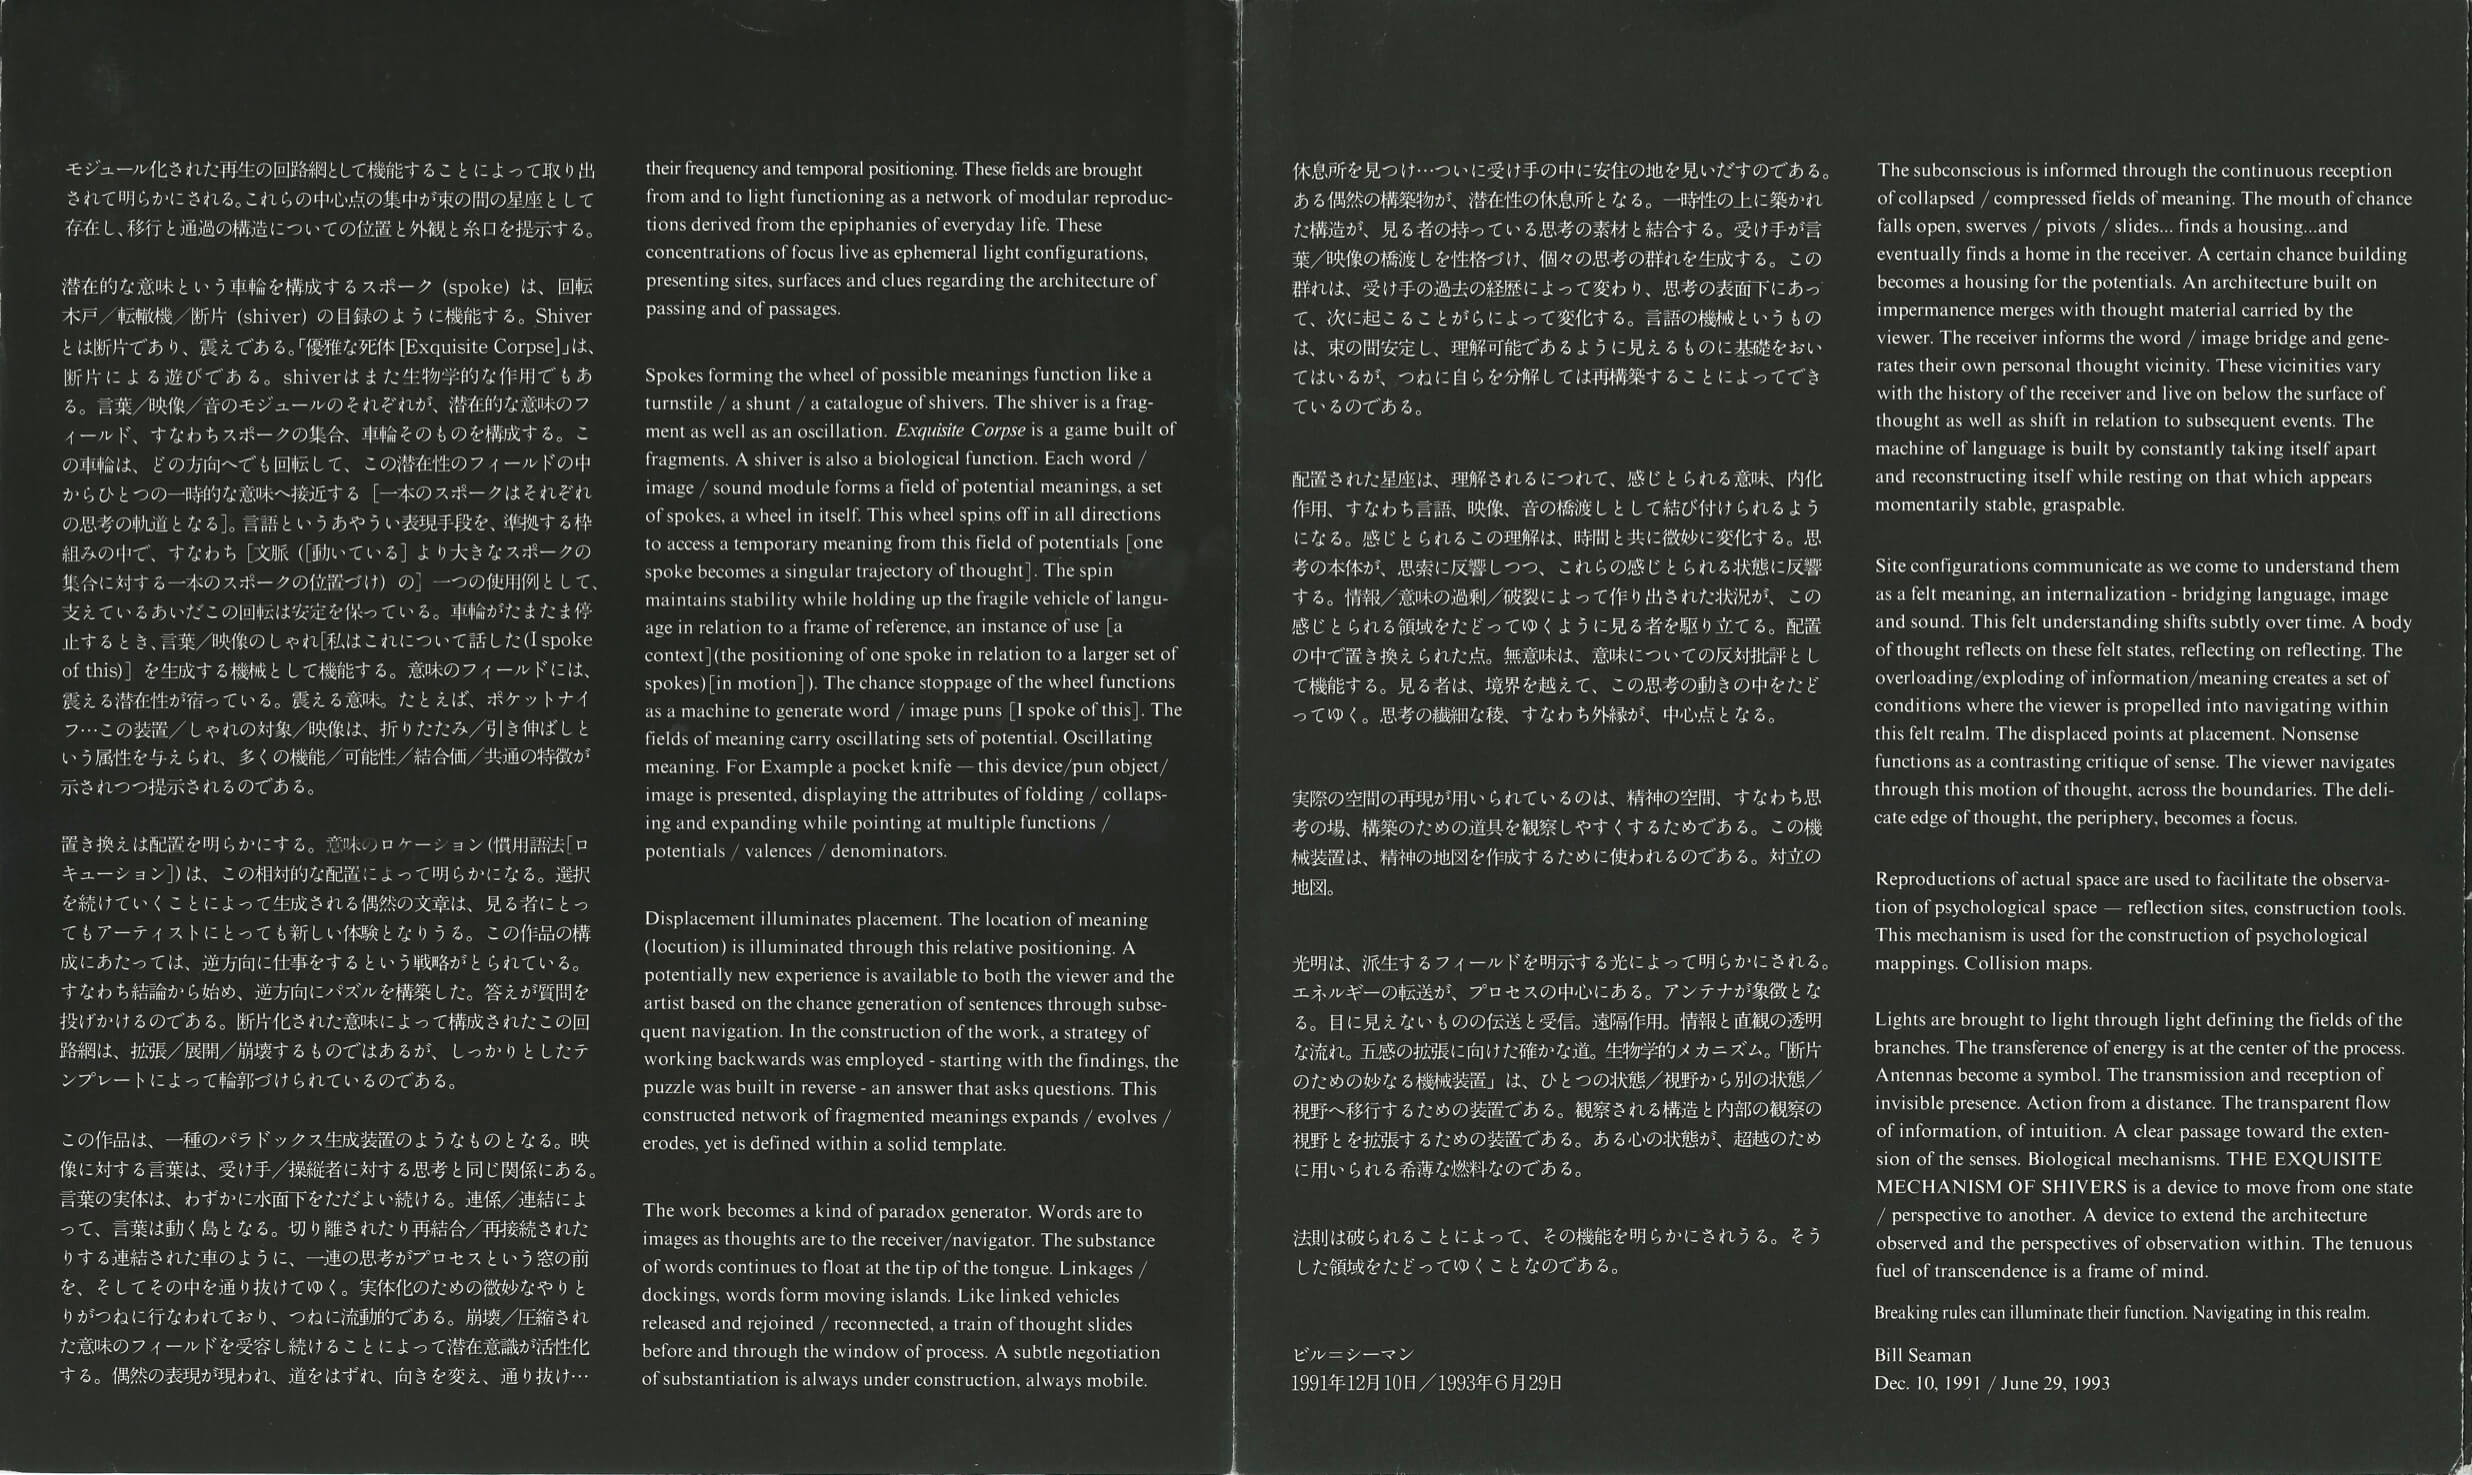 モジュール化された再生の回路網として機能することによって取り出
されて明らかにされる。これらの中心点の集中が束の間の星座として
存在し、移行と通過の構造についての位置と外観と糸口を提示する。
潜在的な意味という車輪を構成するスポーク (spoke) は、回転
木戸／転轍機／断片 (shiver) の目録のように機能する。Shiver
とは断片であり、震えである。「優雅な死体 [Exquisite Corpse]」は、
断片による遊びである。shiverはまた生物学的な作用でもあ
る。言葉／映像／音のモジュールのそれぞれが、潜在的な意味のフ
ィールド、すなわちスポークの集合、車輪そのものを構成する。こ
の車輪は、どの方向へでも回転して、この潜在性のフィールドの中
からひとつの一時的な意味へ接近する［一本のスポークはそれぞれ
の思考の軌道となる］。言語というあやうい表現手段を、準拠する枠
組みの中で、すなわち［文脈（[動いている］より大きなスポークの
集合に対する一本のスポークの位置づけ）の］一つの使用例として、
支えているあいだこの回転は安定を保っている。車輪がたまたま停
止するとき、言葉／映像のしゃれ[私はこれについて話した(I spoke
of this)］を生成する機械として機能する。意味のフィールドには、
震える潜在性が宿っている。震える意味。たとえば、ポケットナイ
フ…この装置／しゃれの対象／映像は、折りたたみ／引き伸ばしと
いう属性を与えられ、多くの機能／可能性／結合価／共通の特徴が
示されつつ提示されるのである。
置き換えは配置を明らかにする。意味のロケーション(慣用語法[ロ
キューション])は、この相対的な配置によって明らかになる。選択
を続けていくことによって生成される偶然の文章は、見る者にとっ
てもアーティストにとっても新しい体験となりうる。この作品の構
成にあたっては、逆方向に仕事をするという戦略がとられている。
すなわち結論から始め、逆方向にパズルを構築した。答えが質問を
投げかけるのである。断片化された意味によって構成されたこの回
路網は、拡張／展開／崩壊するものではあるが、しっかりとしたテ
ンプレートによって輪郭づけられているのである。
この作品は、一種のパラドックス生成装置のようなものとなる。映
像に対する言葉は、受け手／操縦者に対する思考と同じ関係にある。
言葉の実体は、わずかに水面下をただよい続ける。連係／連結によ
って、言葉は動く島となる。切り離されたり再結合／再接続された
りする連結された車のように、一連の思考がプロセスという窓の前
を、そしてその中を通り抜けてゆく。実体化のための微妙なやりと
りがつねに行なわれており、つねに流動的である。崩壊／圧縮され
た意味のフィールドを受容し続けることによって潜在意識が活性化
する。偶然の表現が現われ、道をはずれ、向きを変え、通り抜け…
their frequency and temporal positioning. These fields are brought
from and to light functioning as a network of modular reproduc-
tions derived from the epiphanies of everyday life. These
concentrations of focus live as ephemeral light configurations,
presenting sites, surfaces and clues regarding the architecture of
passing and of passages.
Spokes forming the wheel of possible meanings function like a
turnstile / a shunt / a catalogue of shivers. The shiver is a frag-
ment as well as an oscillation. Exquisite Corpse is a game built of
fragments. A shiver is also a biological function. Each word /
image / sound module forms a field of potential meanings, a set
of spokes, a wheel in itself. This wheel spins off in all directions
to access a temporary meaning from this field of potentials [one
spoke becomes a singular trajectory of thought]. The spin
maintains stability while holding up the fragile vehicle of langu-
age in relation to a frame of reference, an instance of use [a
context](the positioning of one spoke in relation to a larger set of
spokes)[in motion]). The chance stoppage of the wheel functions
as a machine to generate word / image puns [I spoke of this]. The
fields of meaning carry oscillating sets of potential. Oscillating
meaning. For Example a pocket knife — this device/pun object/
image is presented, displaying the attributes of folding / collaps-
ing and expanding while pointing at multiple functions /
potentials / valences / denominators.
Displacement illuminates placement. The location of meaning
(locution) is illuminated through this relative positioning. A
potentially new experience is available to both the viewer and the
artist based on the chance generation of sentences through subse-
quent navigation. In the construction of the work, a strategy of
working backwards was employed - starting with the findings, the
puzzle was built in reverse - an answer that asks questions. This
constructed network of fragmented meanings expands / evolves /
erodes, yet is defined within a solid template.
The work becomes a kind of paradox generator. Words are to
images as thoughts are to the receiver/navigator. The substance
of words continues to float at the tip of the tongue. Linkages /
dockings, words form moving islands. Like linked vehicles
released and rejoined / reconnected, a train of thought slides
before and through the window of process. A subtle negotiation
of substantiation is always under construction, always mobile.
休息所を見つけ…ついに受け手の中に安住の地を見いだすのである。
ある偶然の構築物が、潜在性の休息所となる。一時性の上に築かれ
た構造が、見る者の持っている思考の素材と結合する。受け手が言
葉／映像の橋渡しを性格づけ、個々の思考の群れを生成する。この
群れは、受け手の過去の経歴によって変わり、思考の表面下にあっ
て、次に起こることがらによって変化する。言語の機械というもの
は、束の間安定し、理解可能であるように見えるものに基礎をおい
てはいるが、つねに自らを分解しては再構築することによってでき
ているのである。
配置された星座は、理解されるにつれて、感じとられる意味、内化
作用、すなわち言語、映像、音の橋渡しとして結び付けられるよう
になる。感じとられるこの理解は、時間と共に微妙に変化する。思
考の本体が、思索に反響しつつ、これらの感じとられる状態に反響
する。情報／意味の過剰／破裂によって作り出された状況が、この
感じとられる領域をたどってゆくように見る者を駆り立てる。配置
の中で置き換えられた点。無意味は、意味についての反対批評とし
て機能する。見る者は、境界を越えて、この思考の動きの中をたど
ってゆく。思考の繊細な稜、すなわち外縁が、中心点となる。
実際の空間の再現が用いられているのは、精神の空間、すなわち思
考の場、構築のための道具を観察しやすくするためである。この機
械装置は、精神の地図を作成するために使われるのである。対立の
地図。
光明は、派生するフィールドを明示する光によって明らかにされる。
エネルギーの転送が、プロセスの中心にある。アンテナが象徴とな
る。目に見えないものの伝送と受信。遠隔作用。情報と直観の透明
な流れ。五感の拡張に向けた確かな道。生物学的メカニズム。「断片
のための妙なる機械装置」は、ひとつの状態／視野から別の状態／
視野へ移行するための装置である。観察される構造と内部の観察の
視野とを拡張するための装置である。ある心の状態が、超越のため
に用いられる希薄な燃料なのである。
法則は破られることによって、その機能を明らかにされうる。そう
した領域をたどってゆくことなのである。
ビル＝シーマン
1991年12月10日／1993年6月29日
The subconscious is informed through the continuous reception
of collapsed / compressed fields of meaning. The mouth of chance
falls open, swerves / pivots / slides... finds a housing...and
eventually finds a home in the receiver. A certain chance building
becomes a housing for the potentials. An architecture built on
impermanence merges with thought material carried by the
viewer. The receiver informs the word / image bridge and gene-
rates their own personal thought vicinity. These vicinities vary
with the history of the receiver and live on below the surface of
thought as well as shift in relation to subsequent events. The
machine of language is built by constantly taking itself apart
and reconstructing itself while resting on that which appears
momentarily stable, graspable.
Site configurations communicate as we come to understand them
as a felt meaning, an internalization - bridging language, image
and sound. This felt understanding shifts subtly over time. A body
of thought reflects on these felt states, reflecting on reflecting. The
overloading/exploding of information/meaning creates a set of
conditions where the viewer is propelled into navigating within
this felt realm. The displaced points at placement. Nonsense
functions as a contrasting critique of sense. The viewer navigates
through this motion of thought, across the boundaries. The deli-
cate edge of thought, the periphery, becomes a focus.
Reproductions of actual space are used to facilitate the observa-
tion of psychological space — reflection sites, construction tools.
This mechanism is used for the construction of psychological
mappings. Collision maps.
Lights are brought to light through light defining the fields of the
branches. The transference of energy is at the center of the process.
Antennas become a symbol. The transmission and reception of
invisible presence. Action from a distance. The transparent flow
of information, of intuition. A clear passage toward the exten-
sion of the senses. Biological mechanisms. THE EXQUISITE
MECHANISM OF SHIVERS is a device to move from one state
/ perspective to another. A device to extend the architecture
observed and the perspectives of observation within. The tenuous
fuel of transcendence is a frame of mind.
Breaking rules can illuminate their function. Navigating in this realm.
Bill Seaman
Dec. 10, 1991 / June 29, 1993